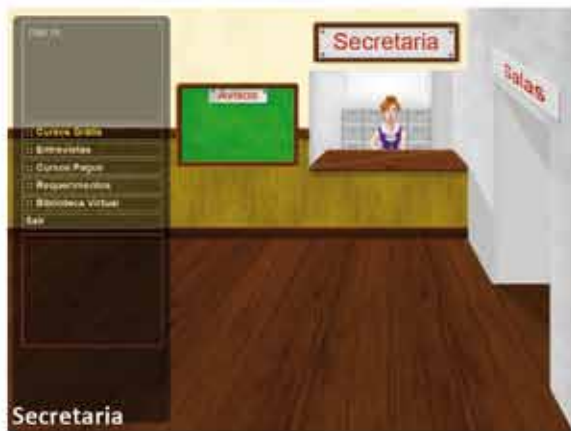 :: Cursos Grátis
:: Entrevistas
:: Cursos Pagos
:: Requerimentos
:: Biblioteca Virtual
Sair
Avisos
Secretaria
Salas
Secretaria